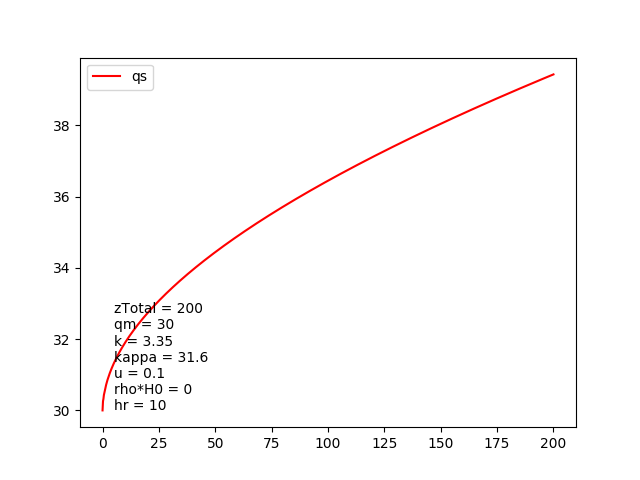 qs
38
36
34
32
30
zTotal = 200
qm = 30
k = 3.35
kappa = 31.6
u = 0.1
rho*H0 = 0
hr = 10
0 25 50 75 100 125 150 175 200